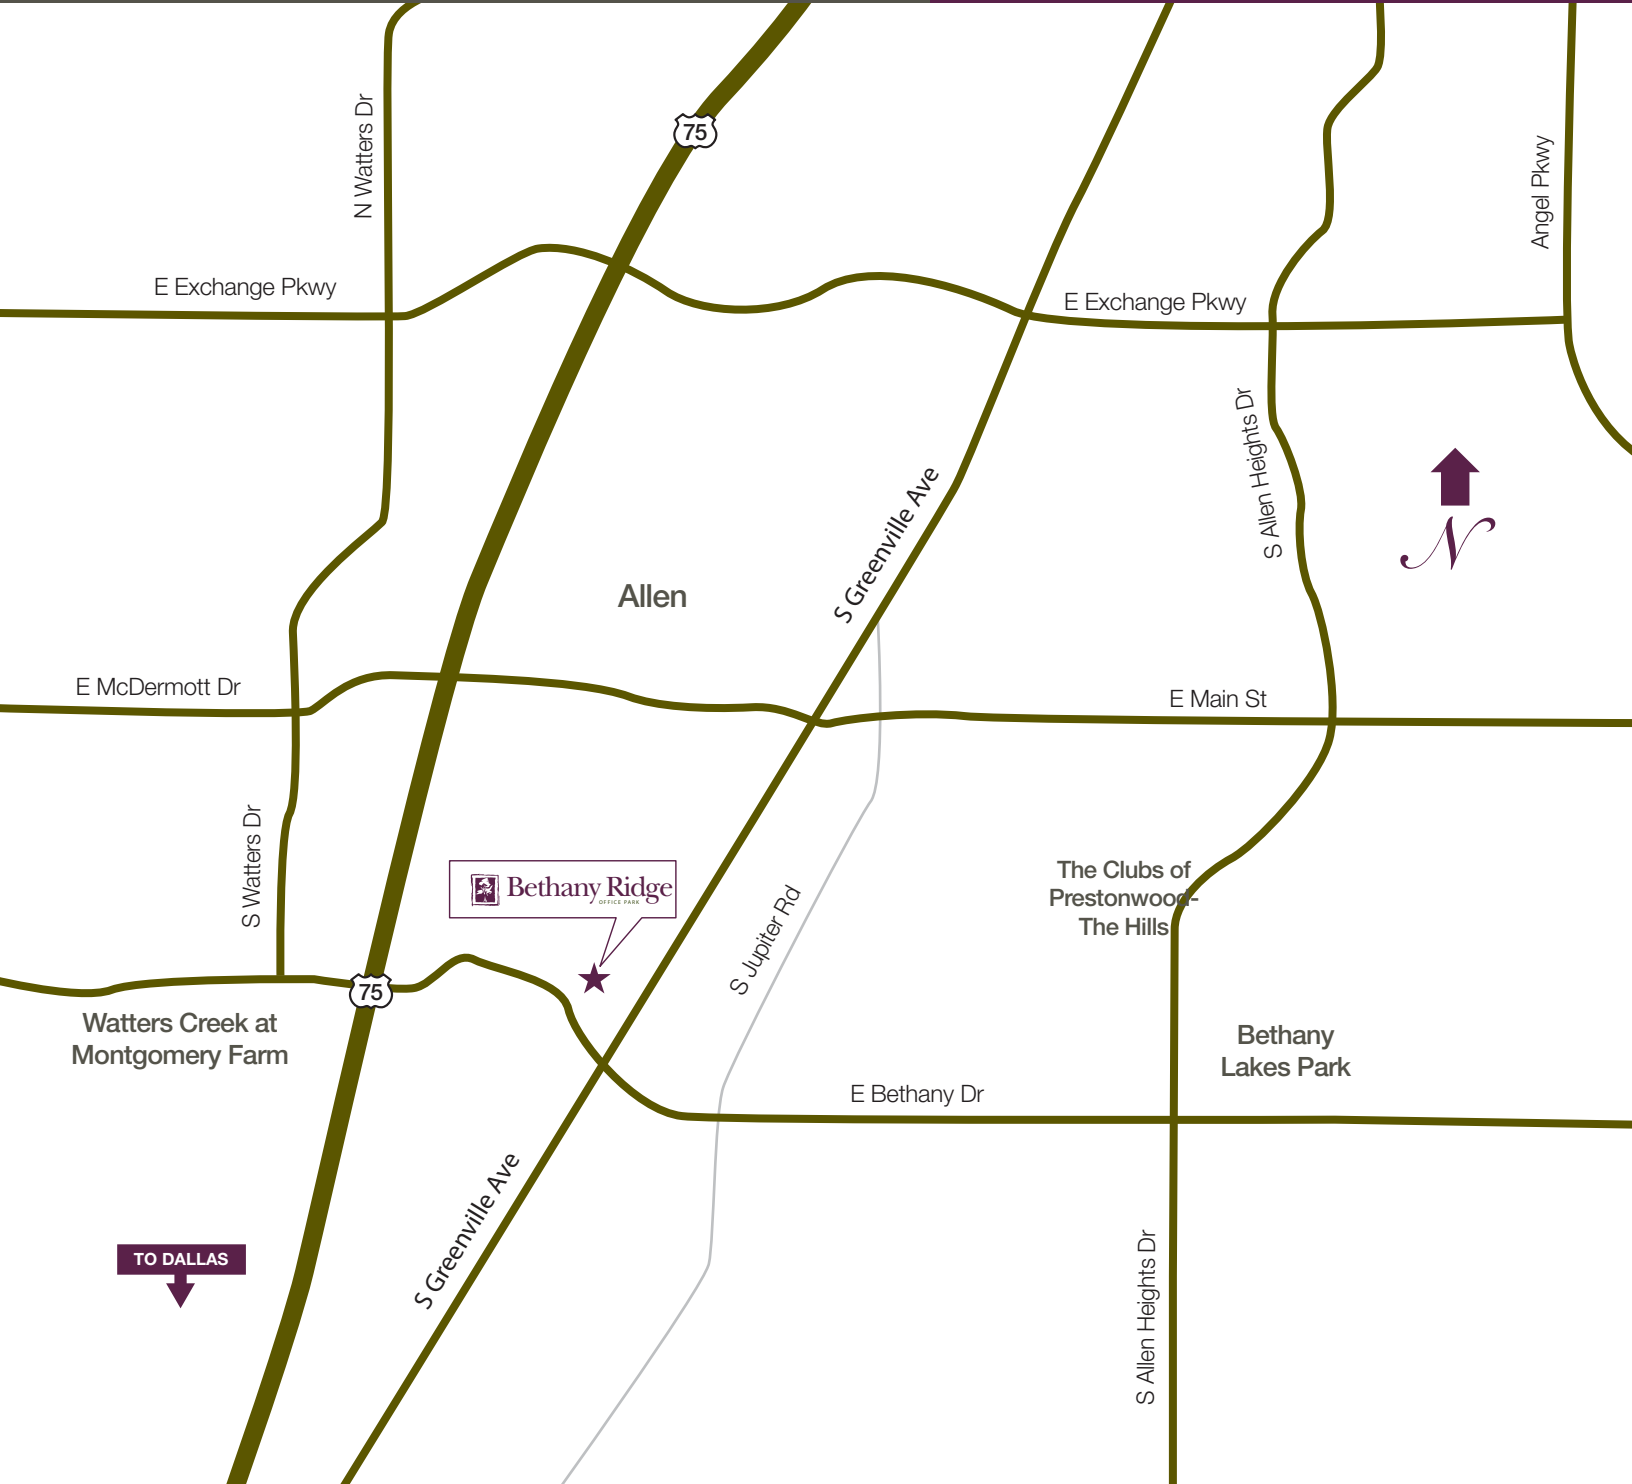 N Watters Dr
75
Angel Pkwy
E Exchange Pkwy
E Exchange Pkwy
S Allen Heights Dr
S Greenville Ave
N
Allen
E McDermott Dr
E Main St
S Watters Dr
Bethany Ridge
OFFICE PARK
S Jupiter Rd
The Clubs of
Prestonwood-
The Hills
75
Watters Creek at
Montgomery Farm
Bethany
Lakes Park
E Bethany Dr
S Greenville Ave
TO DALLAS
S Allen Heights Dr